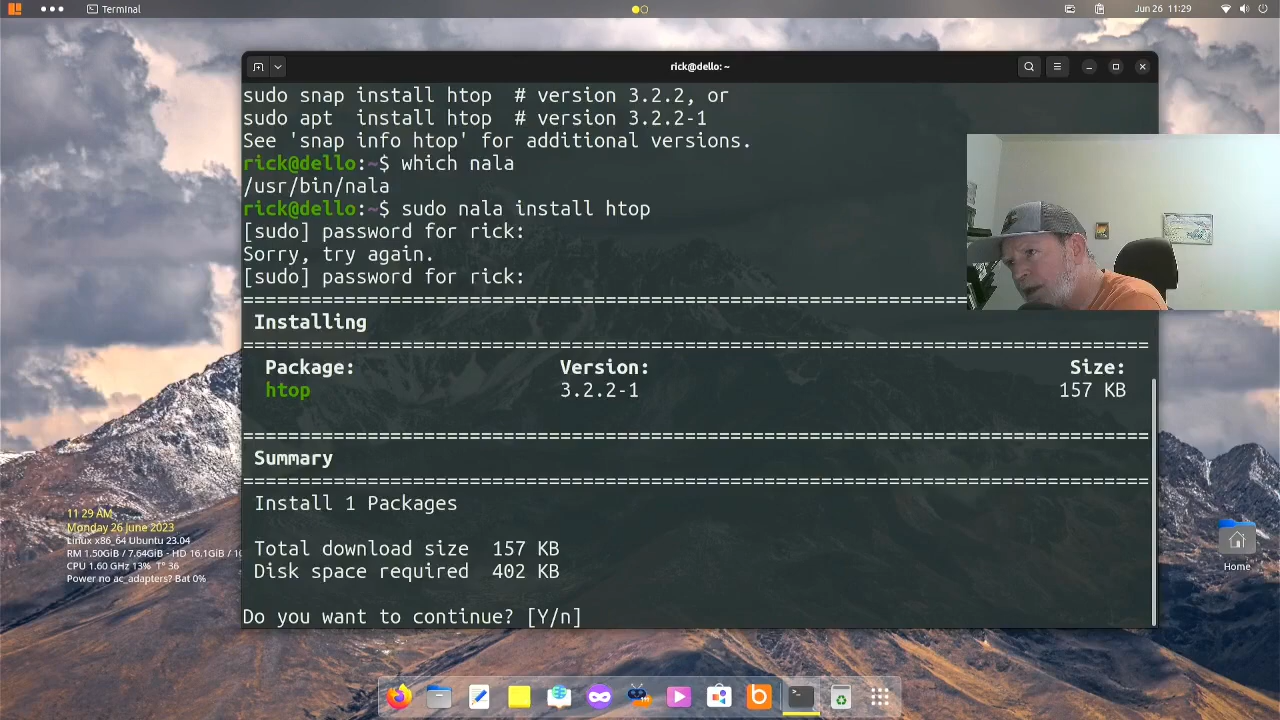 Terminal
Jun 26 11:29
rick@dello: ~
sudo snap install htop  # version 3.2.2, or
sudo apt  install htop  # version 3.2.2-1
See 'snap info htop' for additional versions.
rick@dello:~$ which nala
/usr/bin/nala
rick@dello:~$ sudo nala install htop
[sudo] password for rick:
Sorry, try again.
[sudo] password for rick:
Installing
Package: Version: Size:
htop 3.2.2-1 157 KB
Summary
Install 1 Packages
Total download size 157 KB
Disk space required 402 KB
Do you want to continue? [Y/n]
11 29 AM
Monday 26 June 2023
Linux x86_64 Ubuntu 23.04
RM 1.50GiB / 7.64GiB - HD 16.1GiB / 10
CPU 1.60 GHz 13% T° 36
Power no ac_adapters? Bat 0%
Home